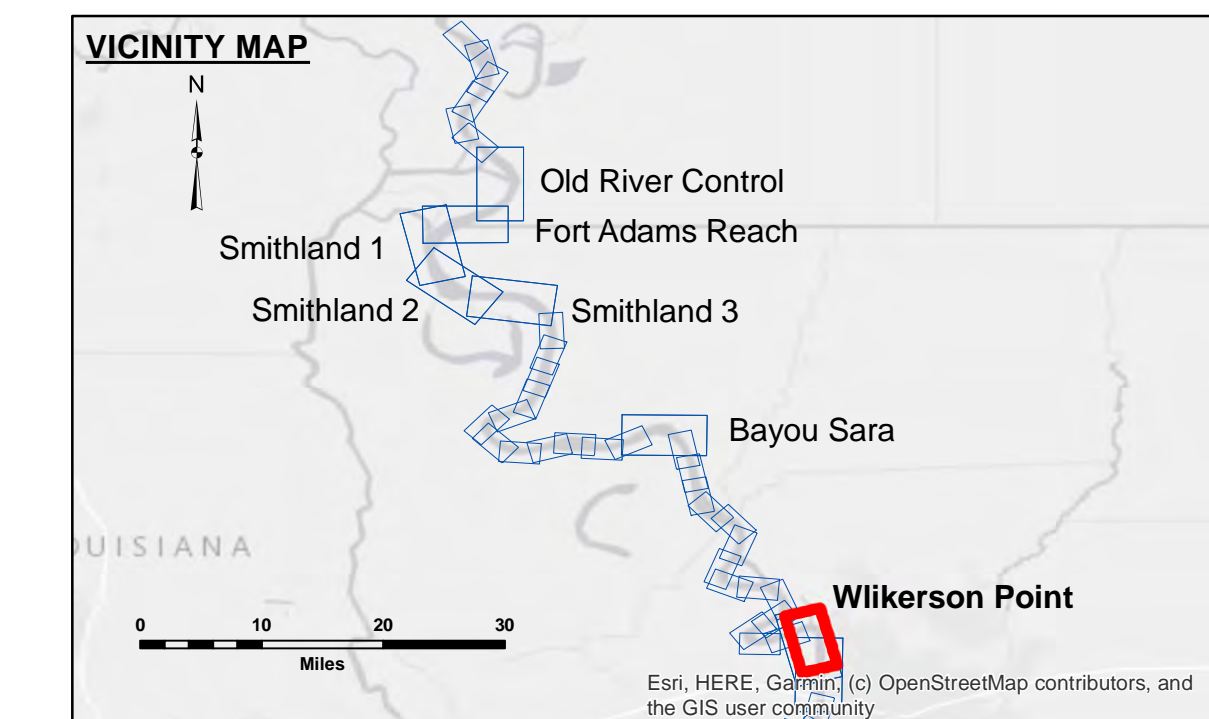 VICINITY MAP
N
Old River Control
Fort Adams Reach
Smithland 1
Smithland 2
Smithland 3
Bayou Sara
OUISIANA
Wlikerson Point
0 10 20 30
Miles
Esri, HERE, Garmin, (c) OpenStreetMap contributors, and
the GIS user community